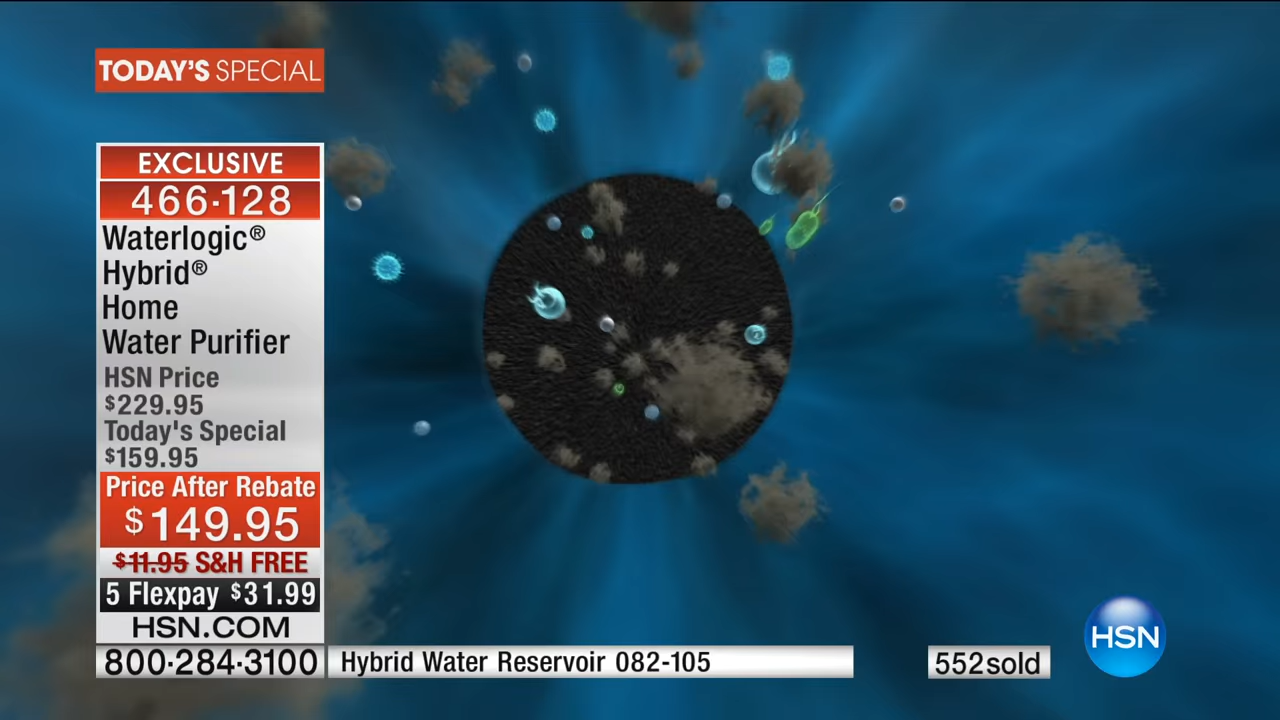 TODAY'S SPECIAL
EXCLUSIVE
466·128
Waterlogic®
Hybrid®
Home
Water Purifier
HSN Price
$229.95
Today's Special
$159.95
Price After Rebate
$149.95
$11.95 S&H FREE
5 Flexpay $31.99
HSN.COM
800·284·3100
Hybrid Water Reservoir 082-105
552sold
HSN